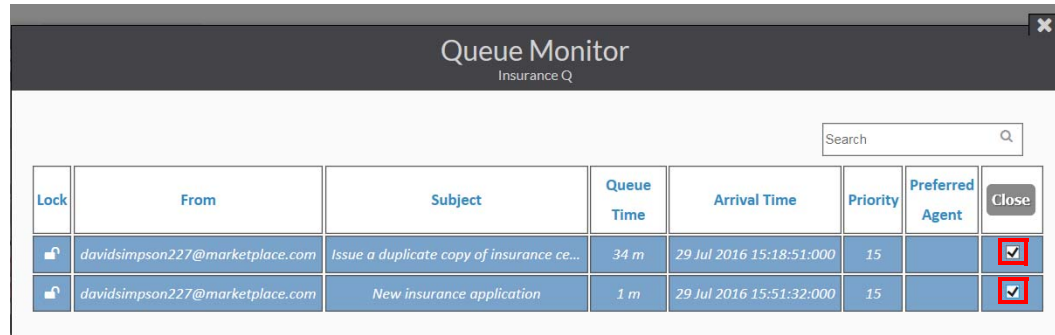 Queue Monitor
Insurance Q
Search
Lock From Subject Queue Time Arrival Time Priority Preferred Agent Close
davidsimpson227@marketplace.com Issue a duplicate copy of insurance ce... 34 m 29 Jul 2016 15:18:51:000 15
davidsimpson227@marketplace.com New insurance application 1 m 29 Jul 2016 15:51:32:000 15